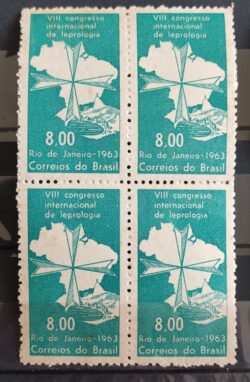 VIII congresso
internacional
de leprologia
8,00
Rio de Janeiro-1963
Correios do Brasil
VIII congresso
internacional
de leprologia
8,00
Rio de Janeiro-1963
Correios do Brasil
VIII congresso
internacional
de leprologia
8,00
Rio de Janeiro-1963
Correios do Brasil
VIII congresso
internacional
de leprologia
8,00
Rio de Janeiro-1963
Correios do Brasil